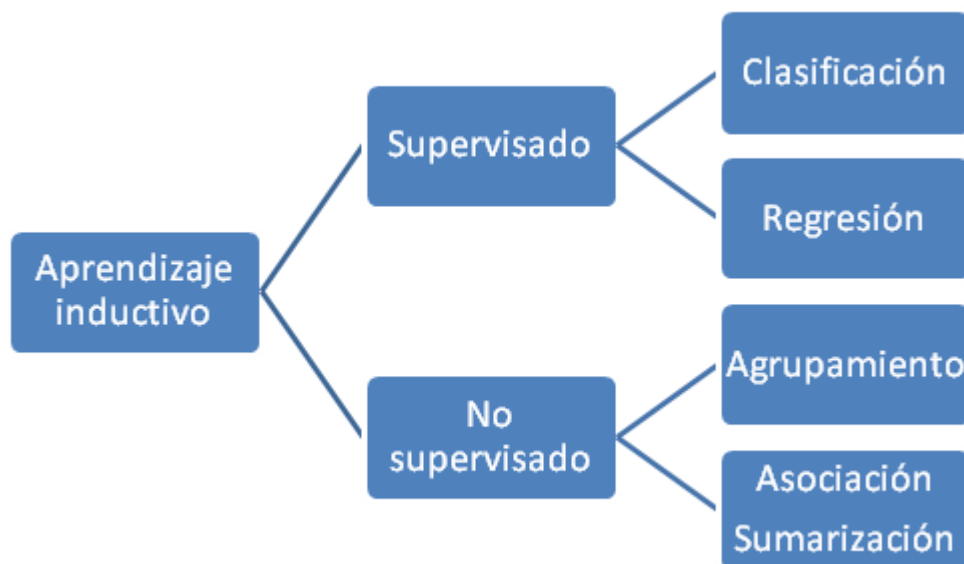 Aprendizaje
inductivo
Supervisado
Clasificación
Regresión
No
supervisado
Agrupamiento
Asociación
Sumarización